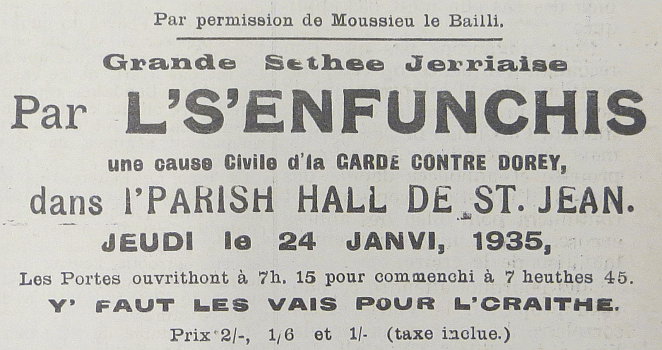 Par permission de Moussieu le Bailli.
Grande Sethee Jerriaise
Par L'S'ENFUNCHIS
une cause Civile d'la GARDE CONTRE DOREY,
dans l'PARISH HALL DE ST. JEAN.
JEUDI le 24 JANVI, 1935,
Les Portes ouvrithont à 7h. 15 pour commenchi à 7 heuthes 45.
Y' FAUT LES VAIS POUR L'CRAITHE.
Prix 2/-, 1/6 et 1/- (taxe inclue.)